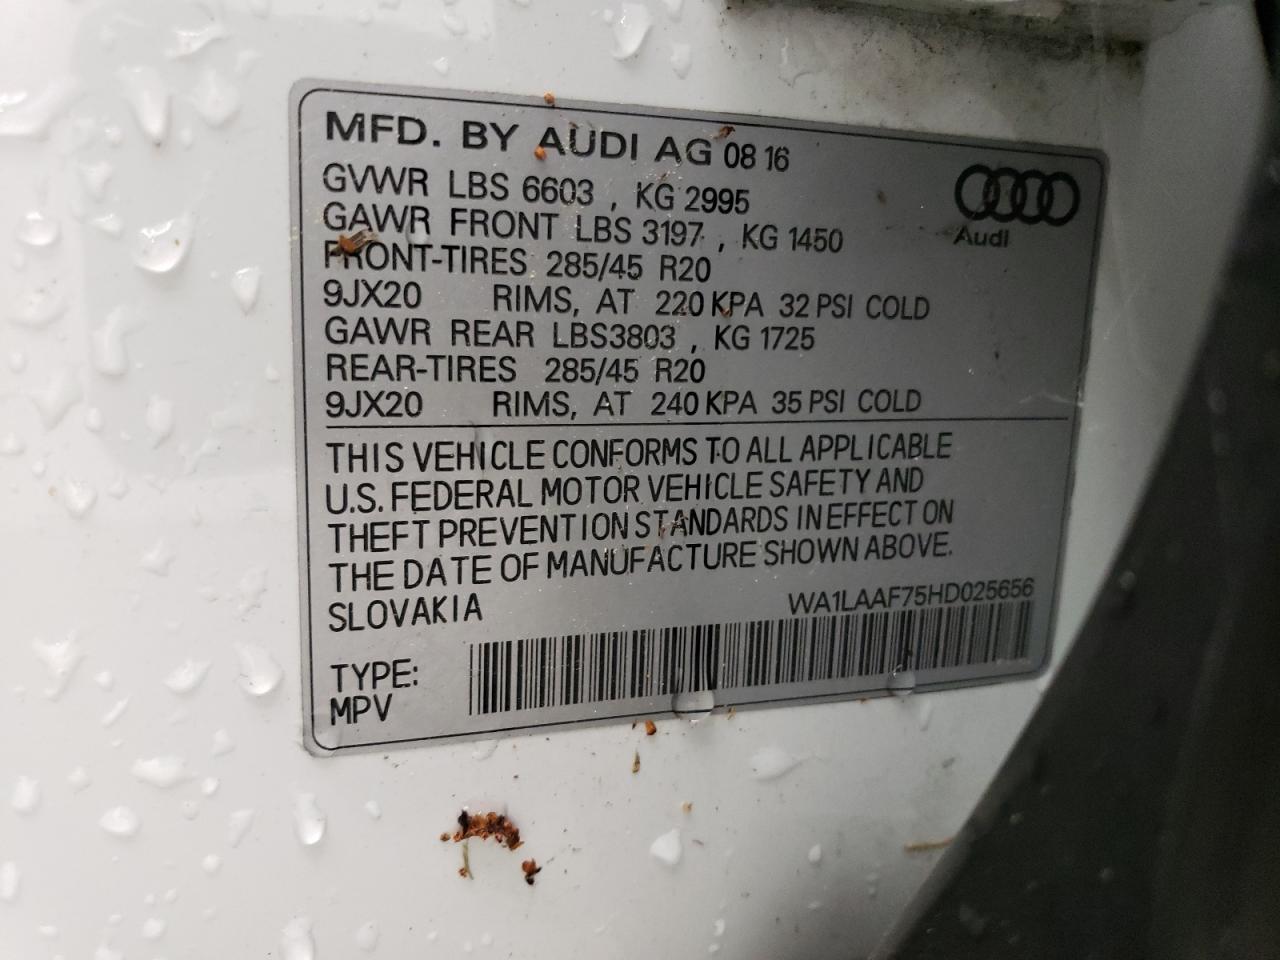 MFD. BY AUDI AG 08 16
GVWR LBS 6603 , KG 2995
GAWR FRONT LBS 3197 , KG 1450
FRONT-TIRES 285/45 R20
9JX20 RIMS, AT 220 KPA 32 PSI COLD
GAWR REAR LBS3803 , KG 1725
REAR-TIRES 285/45 R20
9JX20 RIMS, AT 240 KPA 35 PSI COLD
Audi
THIS VEHICLE CONFORMS TO ALL APPLICABLE
U.S. FEDERAL MOTOR VEHICLE SAFETY AND
THEFT PREVENTION STANDARDS IN EFFECT ON
THE DATE OF MANUFACTURE SHOWN ABOVE.
SLOVAKIA WA1LAAF75HD025656
TYPE:
MPV